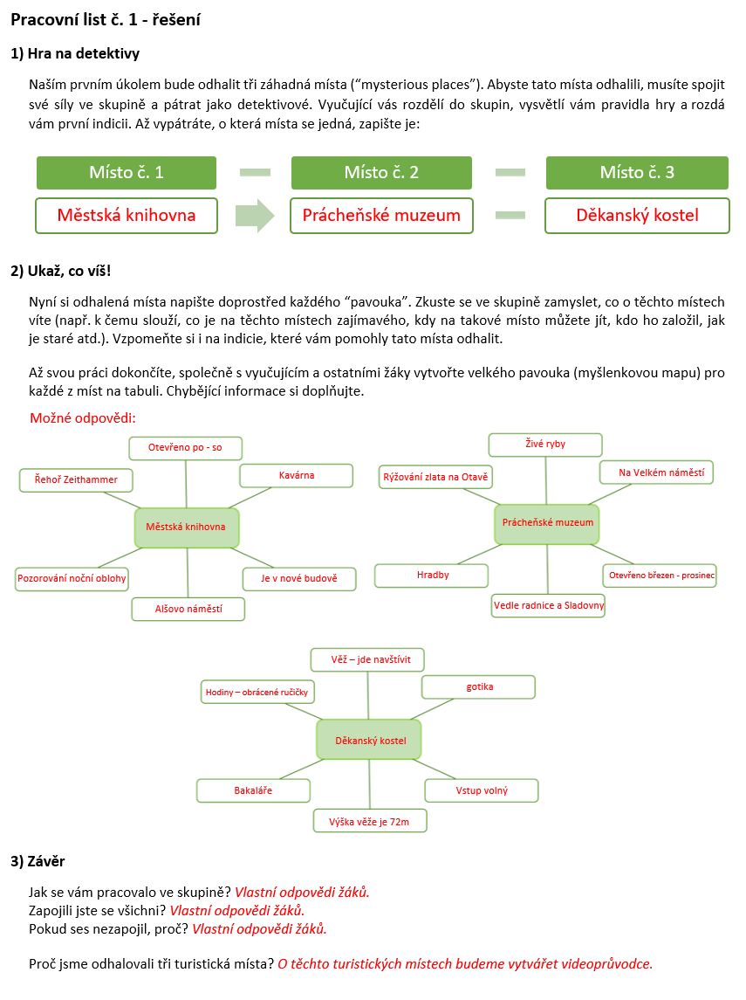 Pracovní list č. 1 - řešení
1) Hra na detektivy
Naším prvním úkolem bude odhalit tři záhadná místa (“mysterious places”). Abyste tato místa odhalili, musíte spojit
své síly ve skupině a pátrat jako detektivové. Vyučující vás rozdělí do skupin, vysvětlí vám pravidla hry a rozdá
vám první indicii. Až vypátráte, o která místa se jedná, zapište je:
Místo č. 1
Místo č. 2
Místo č. 3
Městská knihovna
Prácheňské muzeum
Děkanský kostel
2) Ukaž, co víš!
Nyní si odhalená místa napište doprostřed každého “pavouka”. Zkuste se ve skupině zamyslet, co o těchto místech
víte (např. k čemu slouží, co je na těchto místech zajímavého, kdy na takové místo můžete jít, kdo ho založil, jak
je staré atd.). Vzpomeňte si i na indicie, které vám pomohly tato místa odhalit.
Až svou práci dokončíte, společně s vyučujícím a ostatními žáky vytvořte velkého pavouka (myšlenkovou mapu) pro
každé z míst na tabuli. Chybějící informace si doplňujte.
Možné odpovědi:
Otevřeno po - so
Řehoř Zeithammer
Kavárna
Městská knihovna
Pozorování noční oblohy
Je v nové budově
Alšovo náměstí
Živé ryby
Rýžování zlata na Otavě
Na Velkém náměstí
Prácheňské muzeum
Hradby
Otevřeno březen - prosinec
Vedle radnice a Sladovny
Věž – jde navštívit
Hodiny – obrácené ručičky
gotika
Děkanský kostel
Bakaláře
Vstup volný
Výška věže je 72m
3) Závěr
Jak se vám pracovalo ve skupině? Vlastní odpovědi žáků.
Zapojili jste se všichni? Vlastní odpovědi žáků.
Pokud ses nezapojil, proč? Vlastní odpovědi žáků.
Proč jsme odhalovali tři turistická místa? O těchto turistických místech budeme vytvářet videoprůvodce.